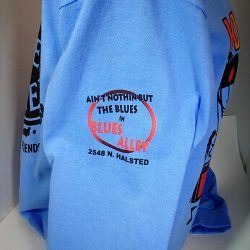 AIN'T NOTHIN BUT
THE BLUES
IN
BLUES
ALLEY
2548 N. HALSTED